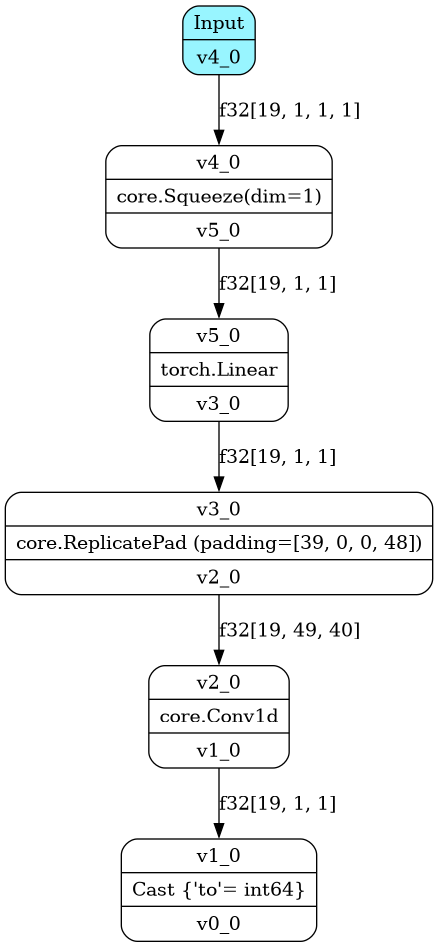 Input
v4_0
f32[19, 1, 1, 1]
v4_0
core.Squeeze(dim=1)
v5_0
f32[19, 1, 1]
v5_0
torch.Linear
v3_0
f32[19, 1, 1]
v3_0
core.ReplicatePad (padding=[39, 0, 0, 48])
v2_0
f32[19, 49, 40]
v2_0
core.Conv1d
v1_0
f32[19, 1, 1]
v1_0
Cast {'to'= int64}
v0_0